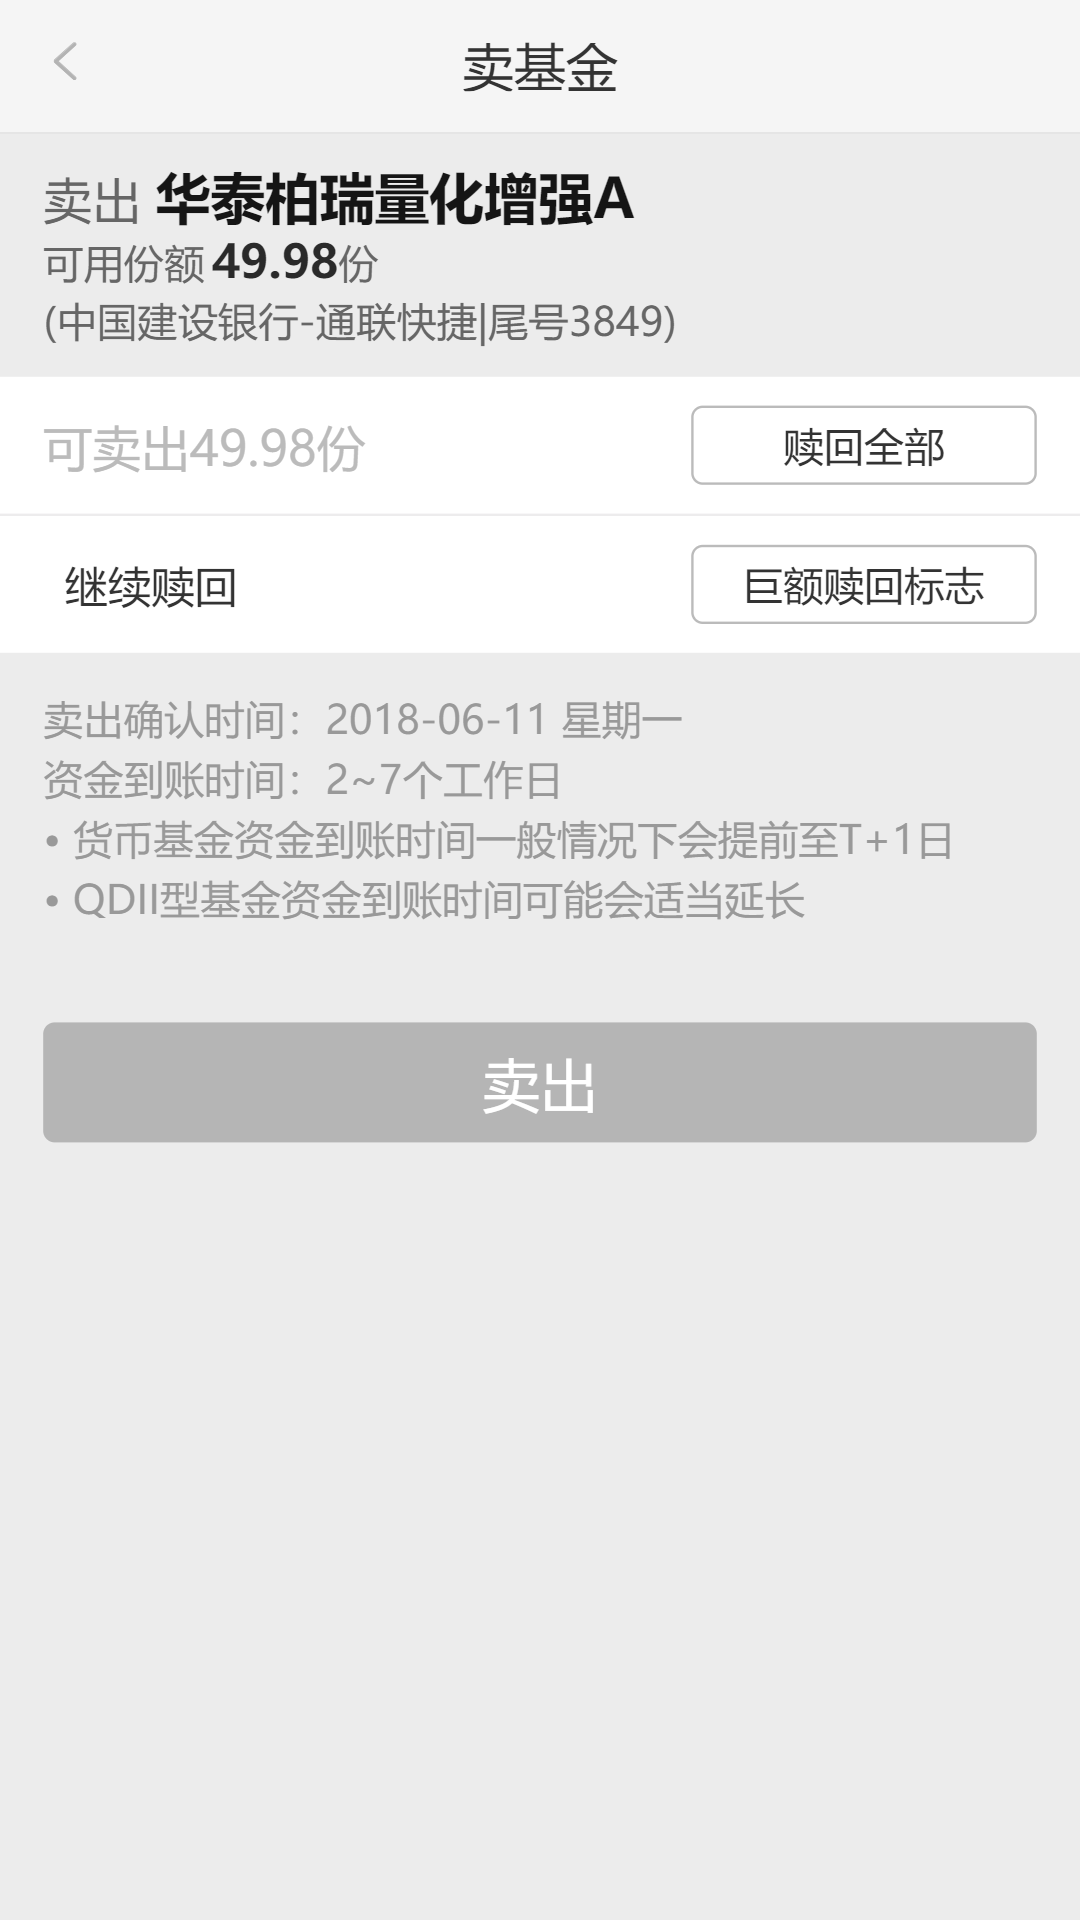 卖基金
卖出 华泰柏瑞量化增强A
可用份额 49.98份
(中国建设银行-通联快捷|尾号3849)
可卖出49.98份
赎回全部
继续赎回
巨额赎回标志
卖出确认时间：2018-06-11 星期一
资金到账时间：2~7个工作日
• 货币基金资金到账时间一般情况下会提前至T+1日
• QDII型基金资金到账时间可能会适当延长
卖出